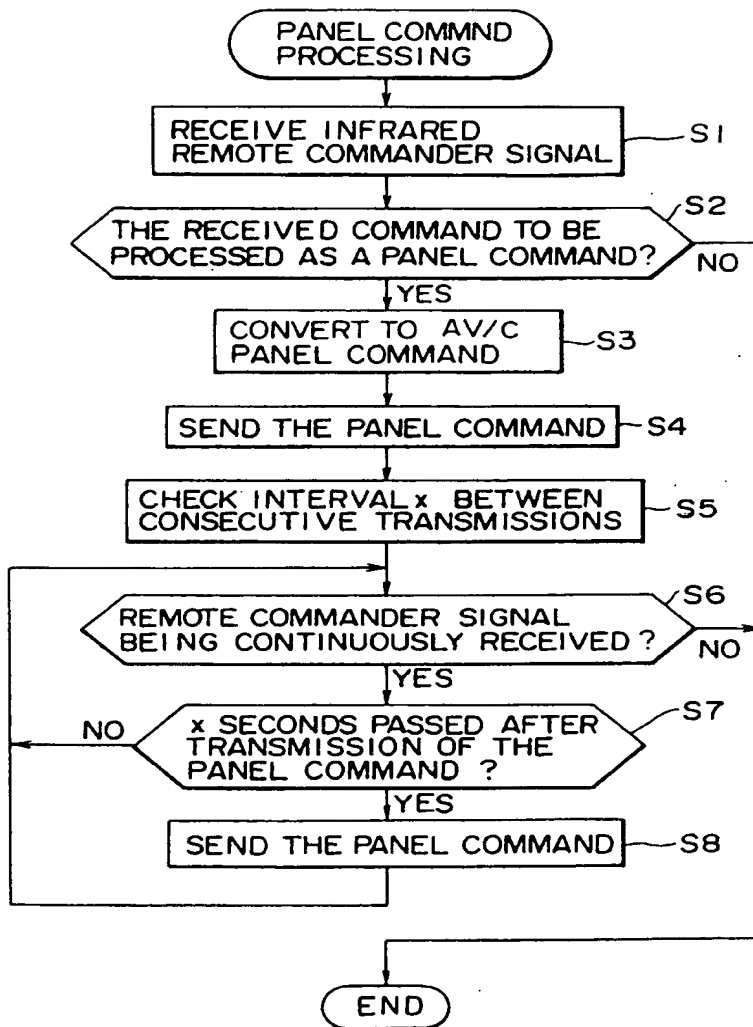 PANEL COMMND
PROCESSING
RECEIVE INFRARED
REMOTE COMMANDER SIGNAL
S1
THE RECEIVED COMMAND TO BE
PROCESSED AS A PANEL COMMAND?
S2
NO
YES
CONVERT TO AV/C
PANEL COMMAND
S3
SEND THE PANEL COMMAND
S4
CHECK INTERVAL x BETWEEN
CONSECUTIVE TRANSMISSIONS
S5
REMOTE COMMANDER SIGNAL
BEING CONTINUOUSLY RECEIVED ?
S6
NO
YES
x SECONDS PASSED AFTER
TRANSMISSION OF THE
PANEL COMMAND ?
S7
NO
YES
SEND THE PANEL COMMAND
S8
END